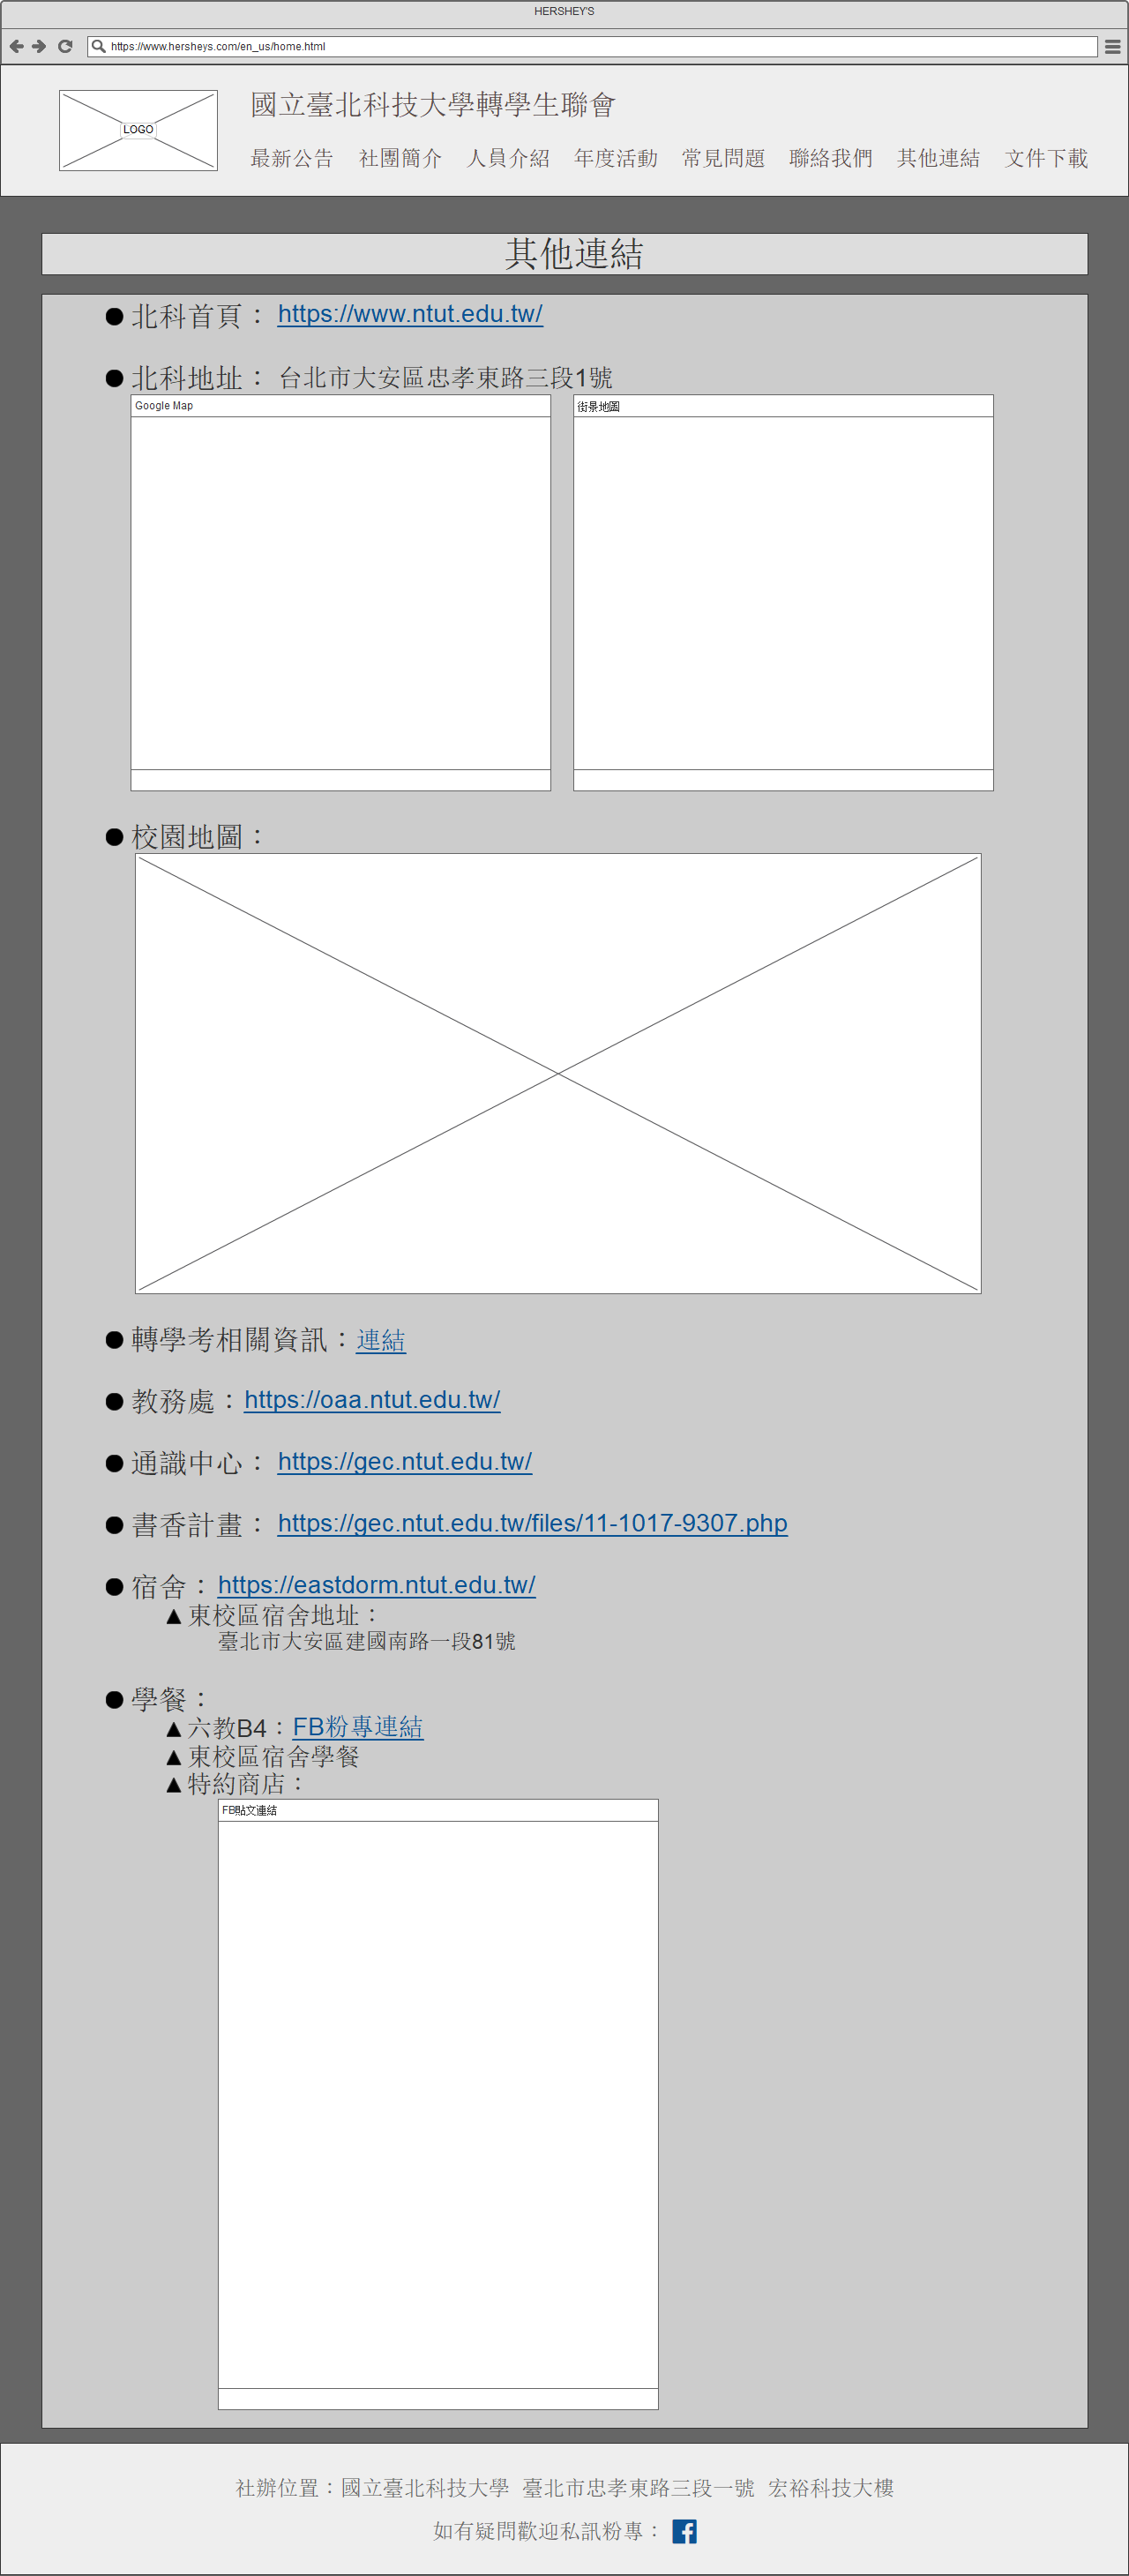 HERSHEY'S
https://www.hersheys.com/en_us/home.html
LOGO
國立臺北科技大學轉學生聯會
最新公告 社團簡介 人員介紹 年度活動 常見問題 聯絡我們 其他連結 文件下載
其他連結
● 北科首頁： https://www.ntut.edu.tw/
● 北科地址： 台北市大安區忠孝東路三段1號
Google Map 街景地圖
● 校園地圖：
● 轉學考相關資訊：連結
● 教務處：https://oaa.ntut.edu.tw/
● 通識中心： https://gec.ntut.edu.tw/
● 書香計畫： https://gec.ntut.edu.tw/files/11-1017-9307.php
● 宿舍：https://eastdorm.ntut.edu.tw/
▲ 東校區宿舍地址：
臺北市大安區建國南路一段81號
● 學餐：
▲ 六教B4：FB粉專連結
▲ 東校區宿舍學餐
▲ 特約商店：
FB貼文連結
社辦位置：國立臺北科技大學 臺北市忠孝東路三段一號 宏裕科技大樓
如有疑問歡迎私訊粉專：